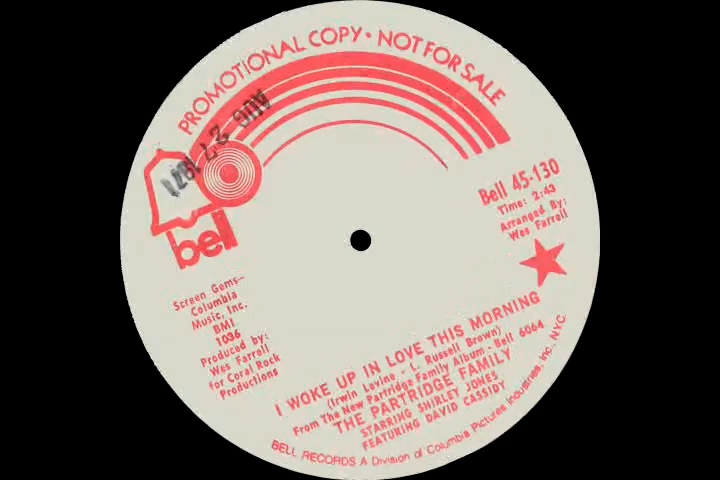 PROMOTIONAL COPY • NOT FOR SALE
AUG 27 1971
bell
Bell 45-130
Time: 2:43
Arranged By:
Wes Farrell
Screen Gems–
Columbia
Music, Inc.
BMI
1036
Produced by:
Wes Farrell
for Coral Rock
Productions
I WOKE UP IN LOVE THIS MORNING
(Irwin Levine - L. Russell Brown)
From The New Partridge Family Album - Bell 6064
THE PARTRIDGE FAMILY
STARRING SHIRLEY JONES
FEATURING DAVID CASSIDY
BELL RECORDS A Division of Columbia Pictures Industries, Inc., N.Y.C.